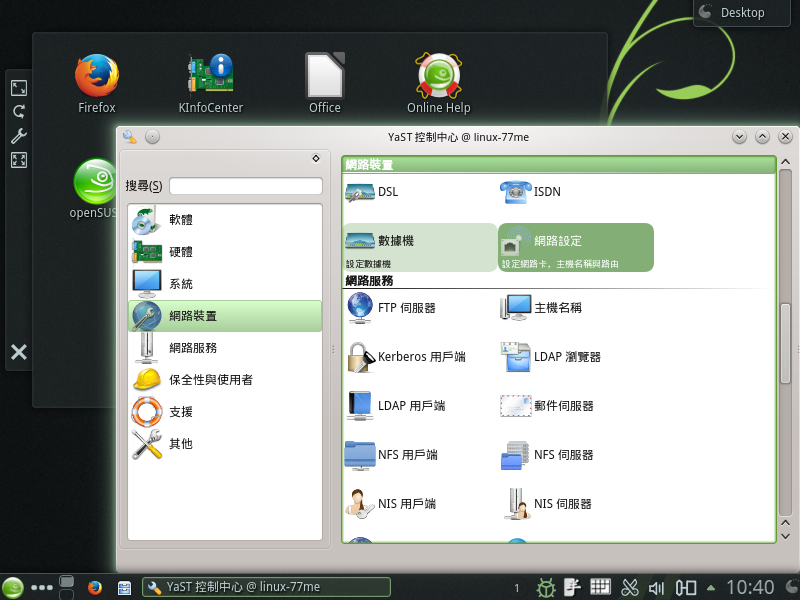 Desktop
Firefox
KInfoCenter
Office
Online Help
openSUS
YaST 控制中心 @ linux-77me
搜尋(S)
軟體
硬體
系統
網路裝置
網路服務
保全性與使用者
支援
其他
網路裝置
DSL
ISDN
數據機
設定數據機
網路設定
設定網路卡，主機名稱與路由
網路服務
FTP 伺服器
主機名稱
Kerberos 用戶端
LDAP 瀏覽器
LDAP 用戶端
郵件伺服器
NFS 用戶端
NFS 伺服器
NIS 用戶端
NIS 伺服器
YaST 控制中心 @ linux-77me
1
10:40